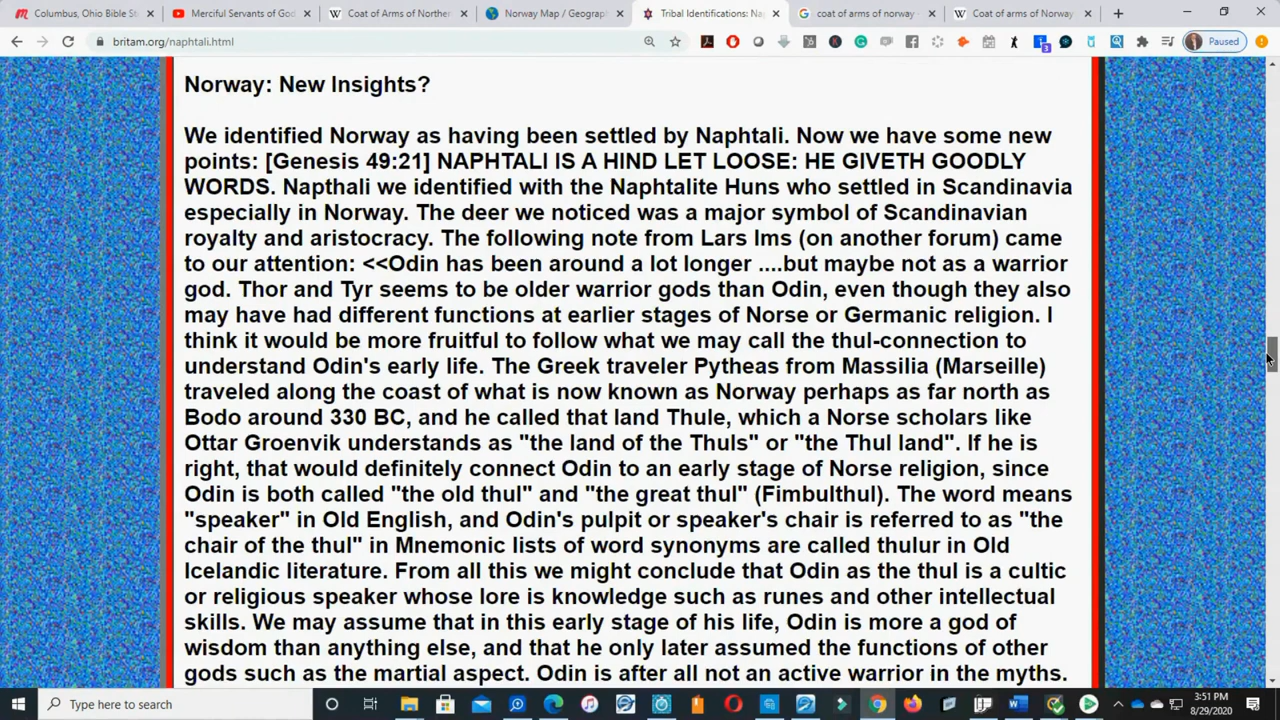 Columbus, Ohio Bible St
Merciful Servants of God
Coat of Arms of Northe
Norway Map / Geograp
Tribal Identifications: Nap
coat of arms of norway
Coat of arms of Norway
britam.org/naphtali.html
3
Paused
Norway: New Insights?
We identified Norway as having been settled by Naphtali. Now we have some new
points: [Genesis 49:21] NAPHTALI IS A HIND LET LOOSE: HE GIVETH GOODLY
WORDS. Napthali we identified with the Naphtalite Huns who settled in Scandinavia
especially in Norway. The deer we noticed was a major symbol of Scandinavian
royalty and aristocracy. The following note from Lars Ims (on another forum) came
to our attention: <<Odin has been around a lot longer ....but maybe not as a warrior
god. Thor and Tyr seems to be older warrior gods than Odin, even though they also
may have had different functions at earlier stages of Norse or Germanic religion. I
think it would be more fruitful to follow what we may call the thul-connection to
understand Odin's early life. The Greek traveler Pytheas from Massilia (Marseille)
traveled along the coast of what is now known as Norway perhaps as far north as
Bodo around 330 BC, and he called that land Thule, which a Norse scholars like
Ottar Groenvik understands as "the land of the Thuls" or "the Thul land". If he is
right, that would definitely connect Odin to an early stage of Norse religion, since
Odin is both called "the old thul" and "the great thul" (Fimbulthul). The word means
"speaker" in Old English, and Odin's pulpit or speaker's chair is referred to as "the
chair of the thul" in Mnemonic lists of word synonyms are called thulur in Old
Icelandic literature. From all this we might conclude that Odin as the thul is a cultic
or religious speaker whose lore is knowledge such as runes and other intellectual
skills. We may assume that in this early stage of his life, Odin is more a god of
wisdom than anything else, and that he only later assumed the functions of other
gods such as the martial aspect. Odin is after all not an active warrior in the myths.
Type here to search
3:51 PM
8/29/2020